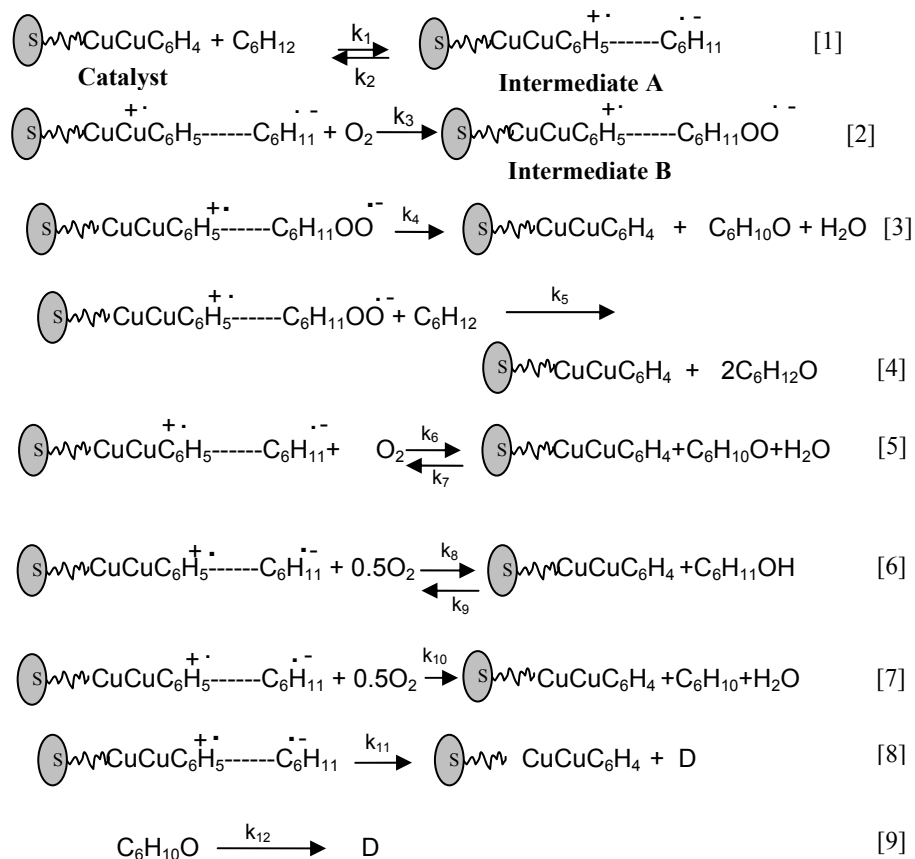 S CuCuC₆H₄ + C₆H₁₂ k₁ k₂ S CuCuC₆H₅⁺·------C₆H₁₁·⁻ [1]
Catalyst Intermediate A
S CuCuC₆H₅⁺·------C₆H₁₁·⁻ + O₂ k₃ S CuCuC₆H₅⁺·------C₆H₁₁OO·⁻ [2]
Intermediate B
S CuCuC₆H₅⁺·------C₆H₁₁OO·⁻ k₄ S CuCuC₆H₄ + C₆H₁₀O + H₂O [3]
S CuCuC₆H₅⁺·------C₆H₁₁OO·⁻ + C₆H₁₂ k₅
S CuCuC₆H₄ + 2C₆H₁₂O [4]
S CuCuC₆H₅⁺·------C₆H₁₁·⁻ + O₂ k₆ k₇ S CuCuC₆H₄+C₆H₁₀O+H₂O [5]
S CuCuC₆H₅⁺·------C₆H₁₁·⁻ + 0.5O₂ k₈ k₉ S CuCuC₆H₄ +C₆H₁₁OH [6]
S CuCuC₆H₅⁺·------C₆H₁₁·⁻ + 0.5O₂ k₁₀ S CuCuC₆H₄ +C₆H₁₀+H₂O [7]
S CuCuC₆H₅⁺·------C₆H₁₁·⁻ k₁₁ S CuCuC₆H₄ + D [8]
C₆H₁₀O k₁₂ D [9]